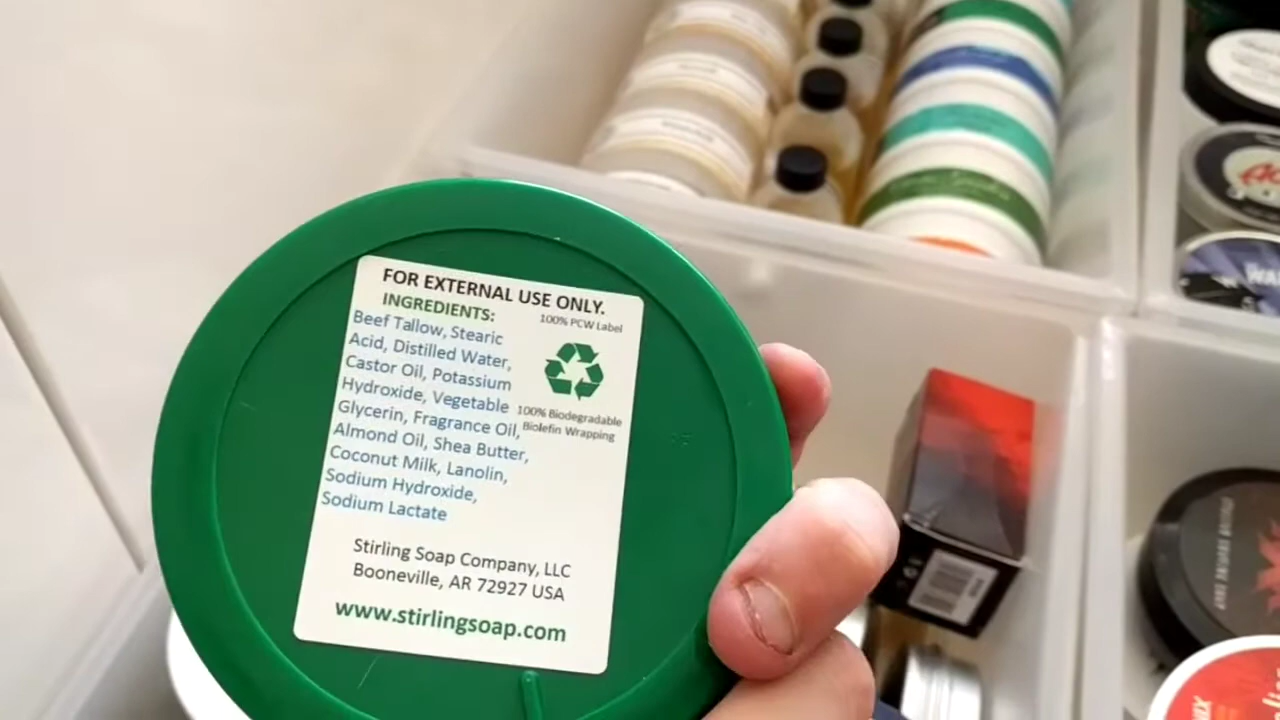 FOR EXTERNAL USE ONLY.
INGREDIENTS:
100% PCW Label
Beef Tallow, Stearic
Acid, Distilled Water,
Castor Oil, Potassium
Hydroxide, Vegetable
Glycerin, Fragrance Oil,
Almond Oil, Shea Butter,
Coconut Milk, Lanolin,
Sodium Hydroxide,
Sodium Lactate
100% Biodegradable
Biolefin Wrapping
Stirling Soap Company, LLC
Booneville, AR 72927 USA
www.stirlingsoap.com